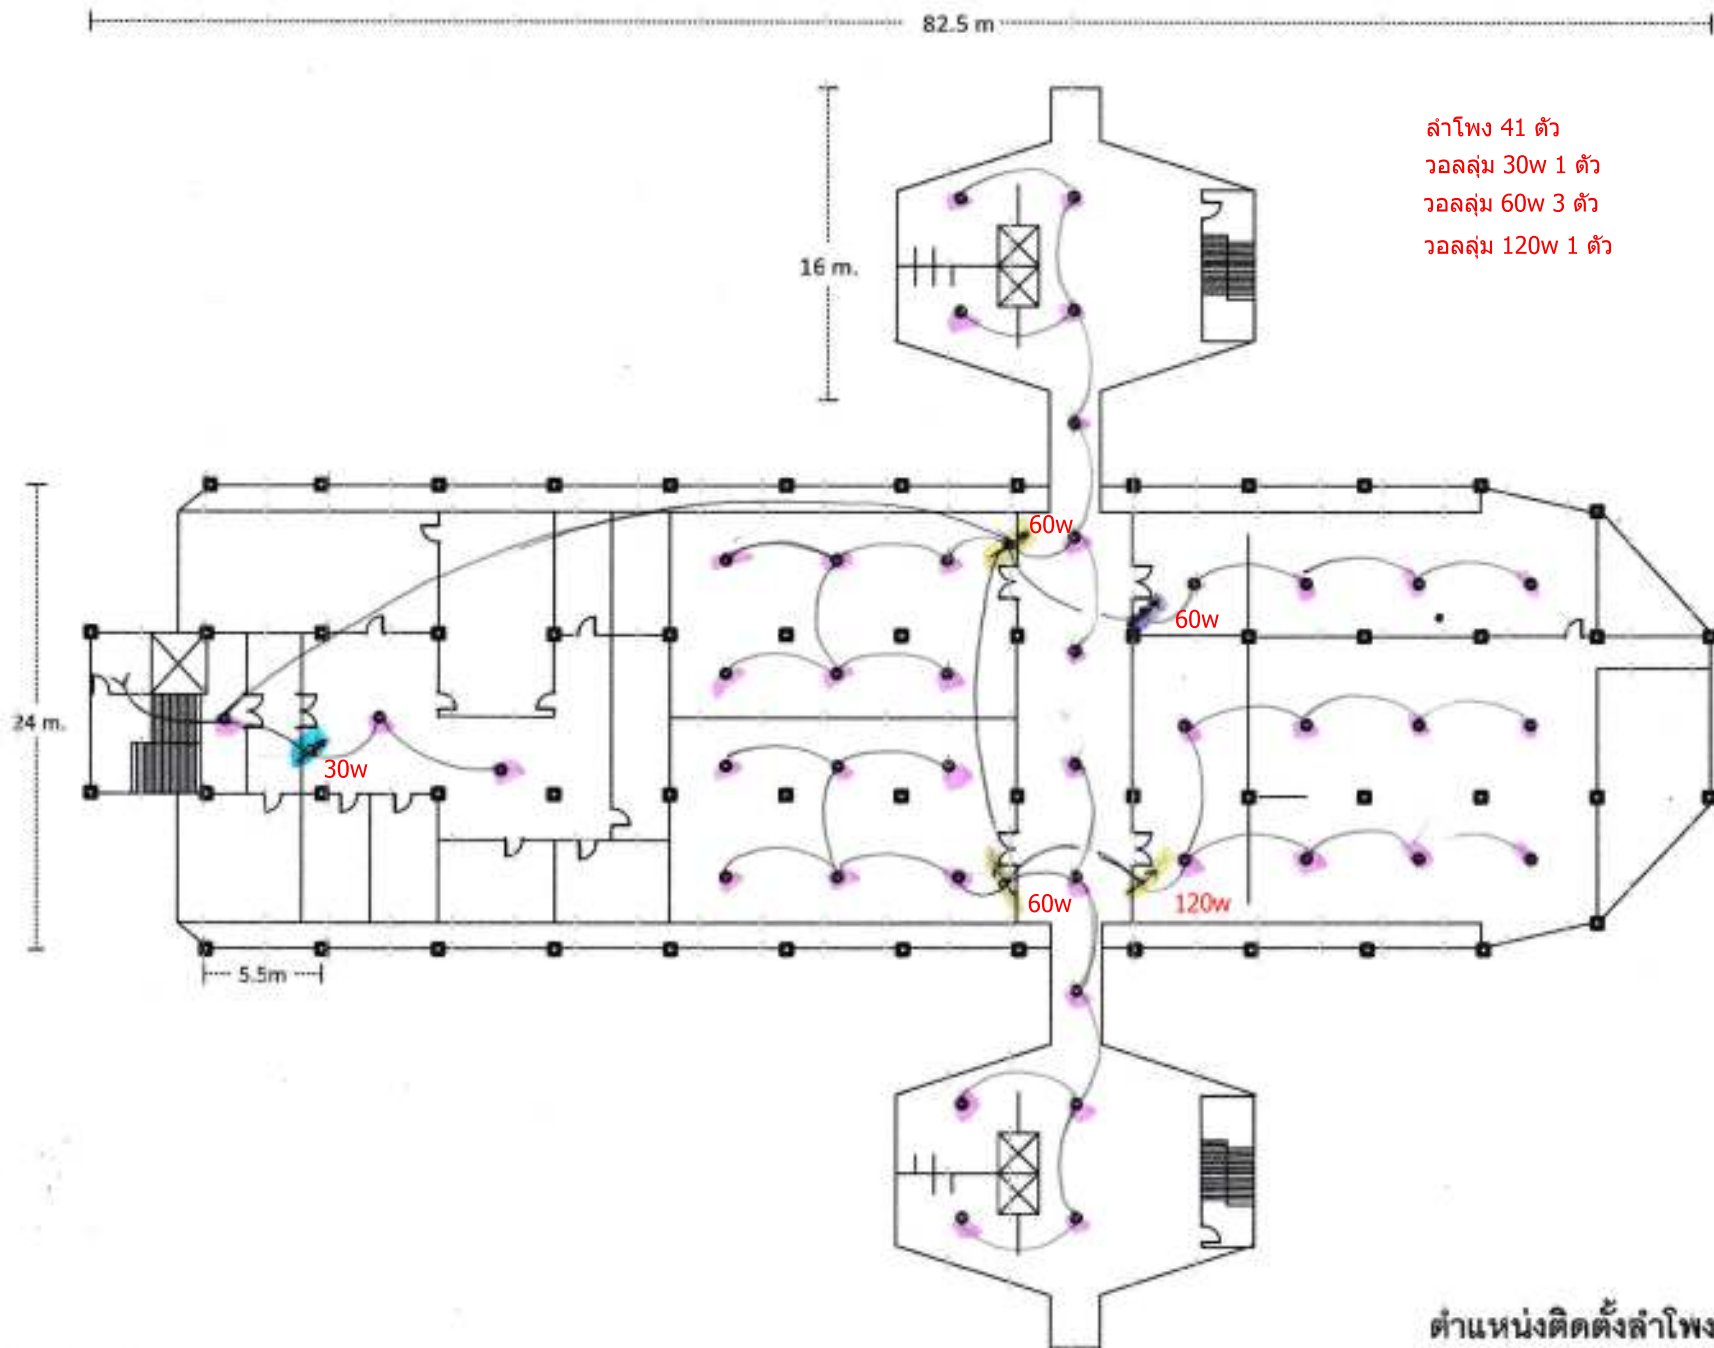 82.5 m
ลำโพง 41 ตัว
วอลลุ่ม 30w 1 ตัว
วอลลุ่ม 60w 3 ตัว
วอลลุ่ม 120w 1 ตัว
16 m.
60w
60w
24 m.
30w
60w
120w
5.5m
ตำแหน่งติดตั้งลำโพง